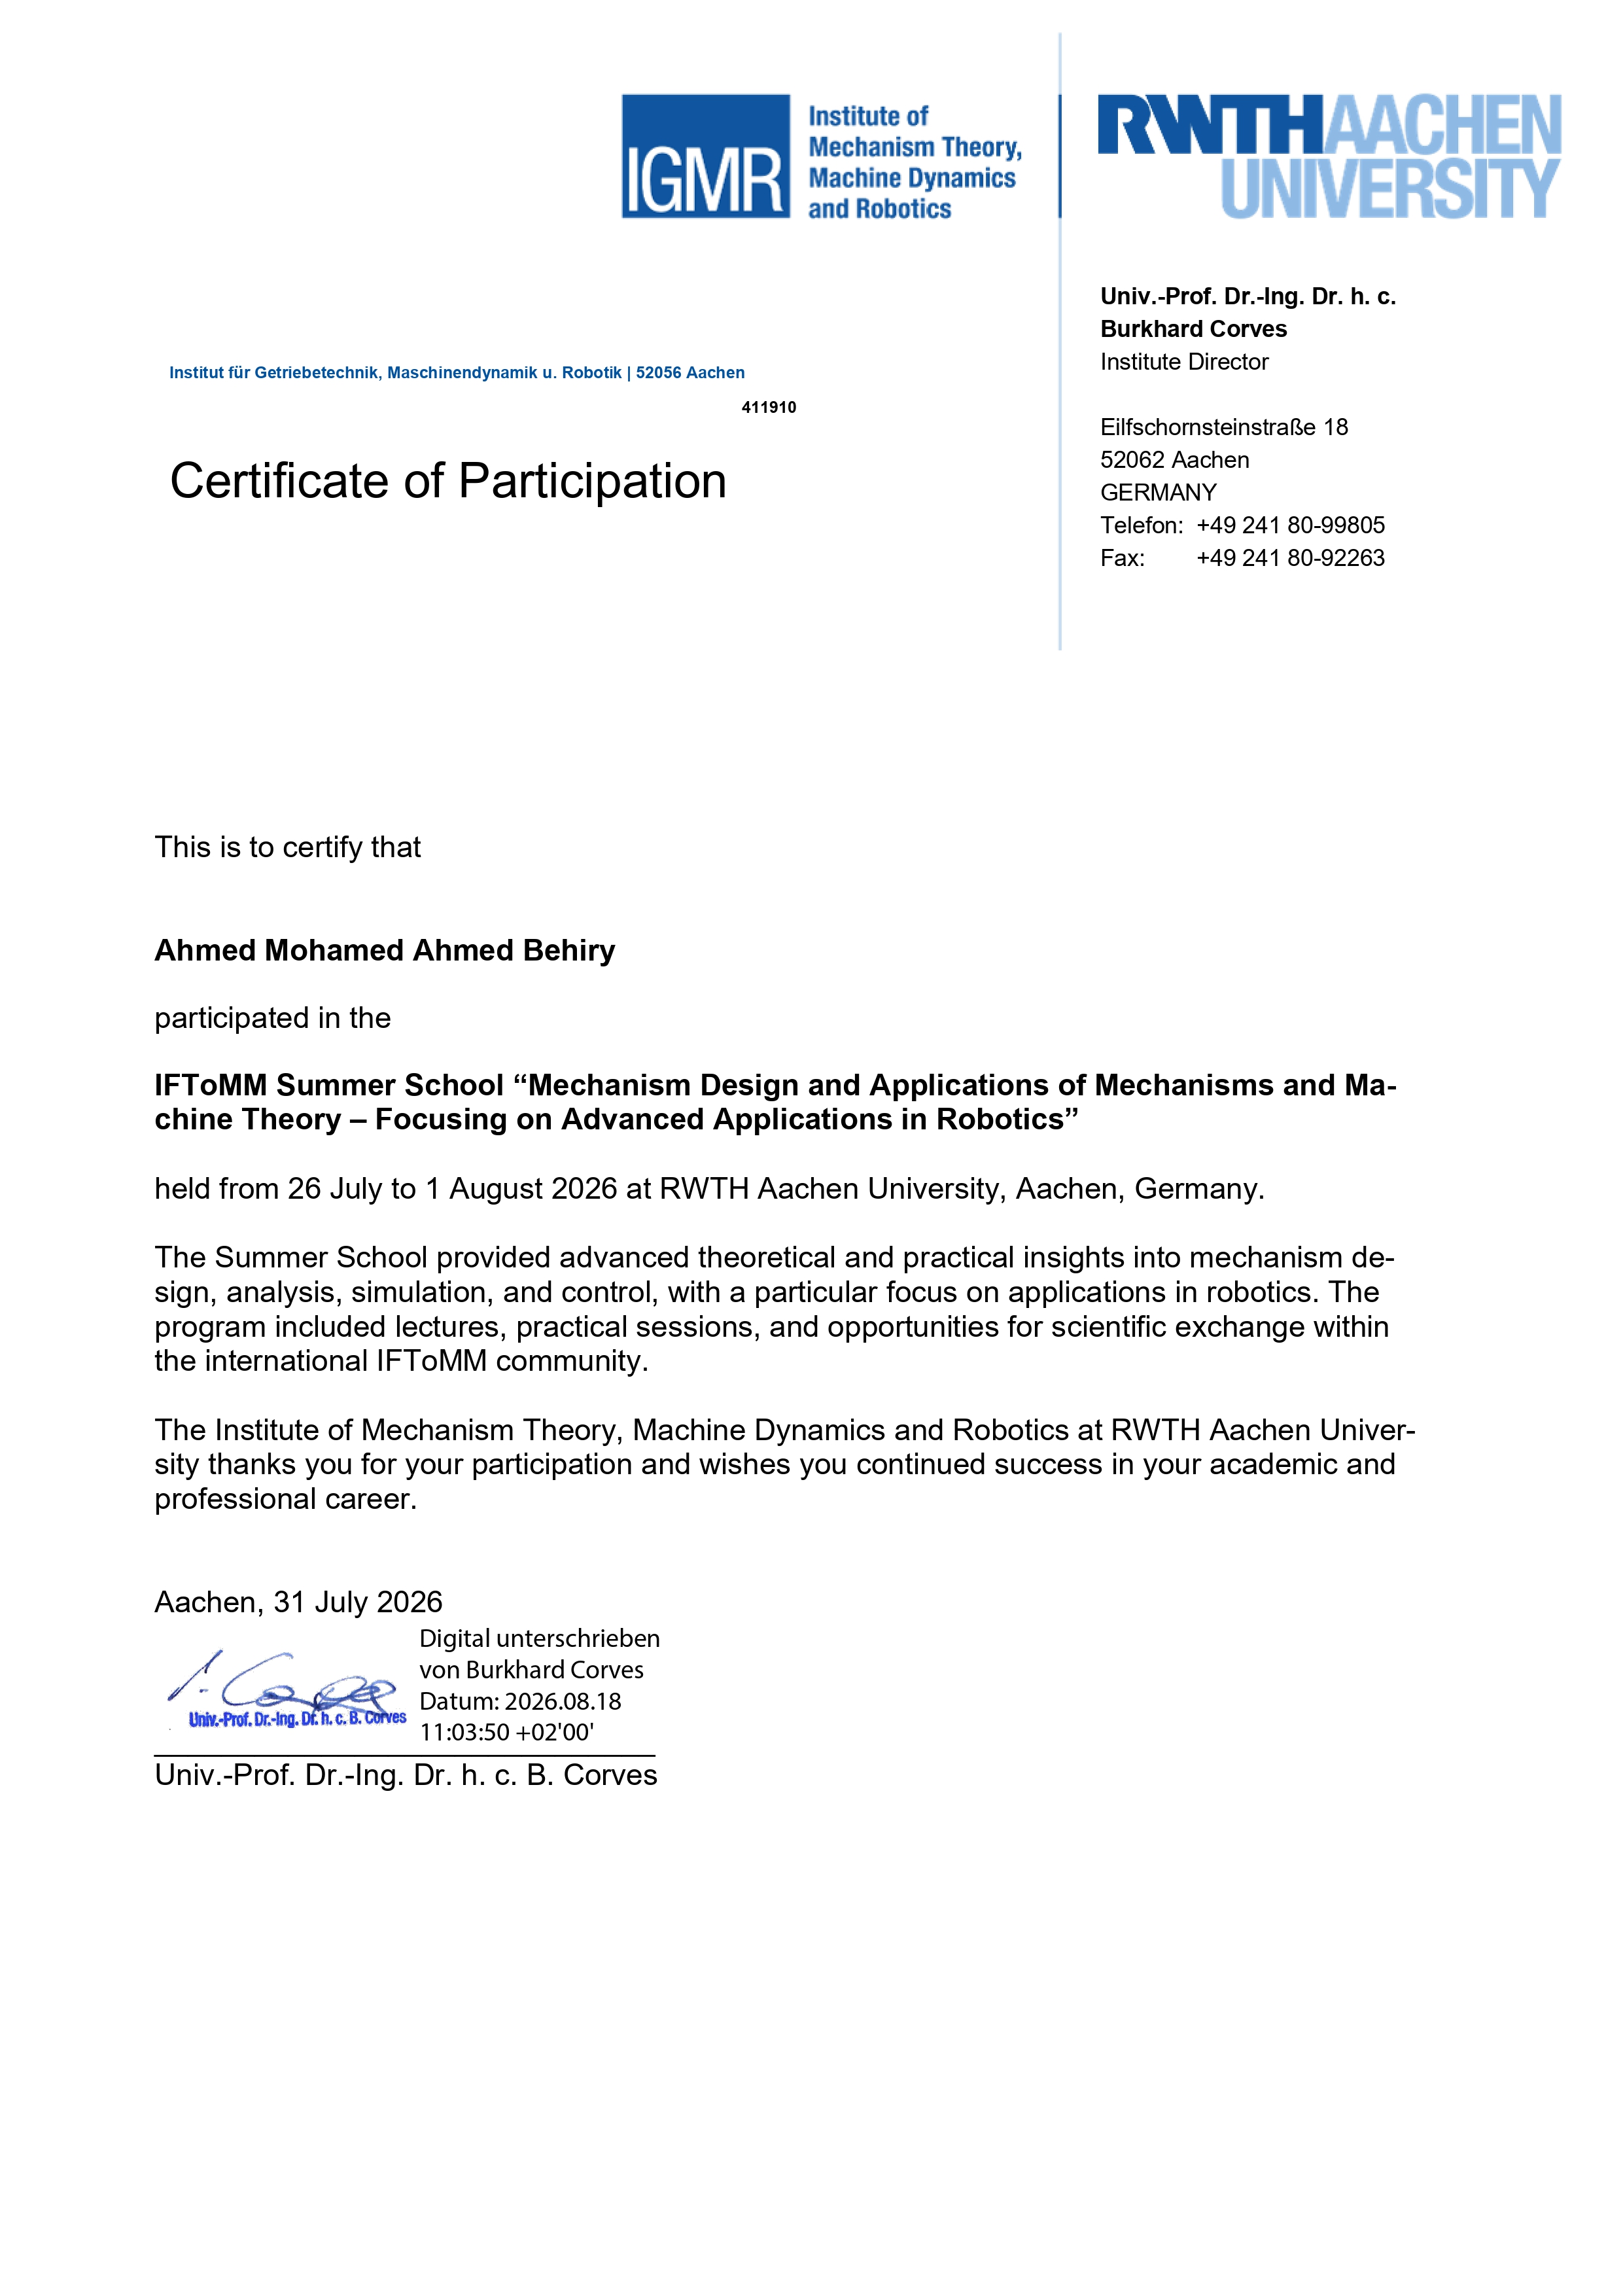 IGMR
Institute of
Mechanism Theory,
Machine Dynamics
and Robotics
RWTHAACHEN
UNIVERSITY
Univ.-Prof. Dr.-Ing. Dr. h. c.
Burkhard Corves
Institute Director
Institut für Getriebetechnik, Maschinendynamik u. Robotik | 52056 Aachen
411910
Eilfschornsteinstraße 18
52062 Aachen
GERMANY
Telefon: +49 241 80-99805
Fax: +49 241 80-92263
Certificate of Participation
This is to certify that
Ahmed Mohamed Ahmed Behiry
participated in the
IFToMM Summer School “Mechanism Design and Applications of Mechanisms and Ma-
chine Theory – Focusing on Advanced Applications in Robotics”
held from 26 July to 1 August 2026 at RWTH Aachen University, Aachen, Germany.
The Summer School provided advanced theoretical and practical insights into mechanism de-
sign, analysis, simulation, and control, with a particular focus on applications in robotics. The
program included lectures, practical sessions, and opportunities for scientific exchange within
the international IFToMM community.
The Institute of Mechanism Theory, Machine Dynamics and Robotics at RWTH Aachen Univer-
sity thanks you for your participation and wishes you continued success in your academic and
professional career.
Aachen, 31 July 2026
Univ.-Prof. Dr.-Ing. Dr. h. c. B. Corves
Digital unterschrieben
von Burkhard Corves
Datum: 2026.08.18
11:03:50 +02'00'
Univ.-Prof. Dr.-Ing. Dr. h. c. B. Corves